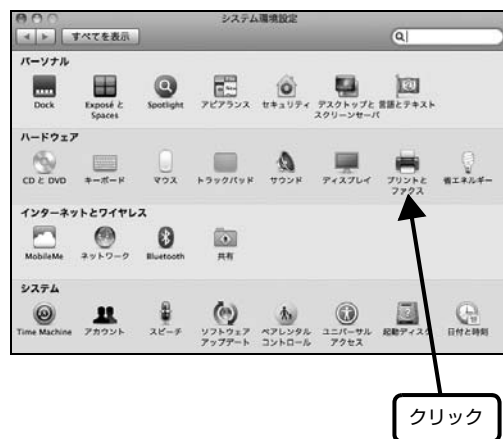 システム環境設定
すべてを表示
パーソナル
Dock
Exposé と
Spaces
Spotlight
アピアランス
セキュリティ
デスクトップと
スクリーンセーバ
言語とテキスト
ハードウェア
CD と DVD
キーボード
マウス
トラックパッド
サウンド
ディスプレイ
プリントと
ファクス
省エネルギー
インターネットとワイヤレス
MobileMe
ネットワーク
Bluetooth
共有
システム
Time Machine
アカウント
スピーチ
ソフトウェア
アップデート
ペアレンタル
コントロール
ユニバーサル
アクセス
起動ディスク
日付と時刻
クリック